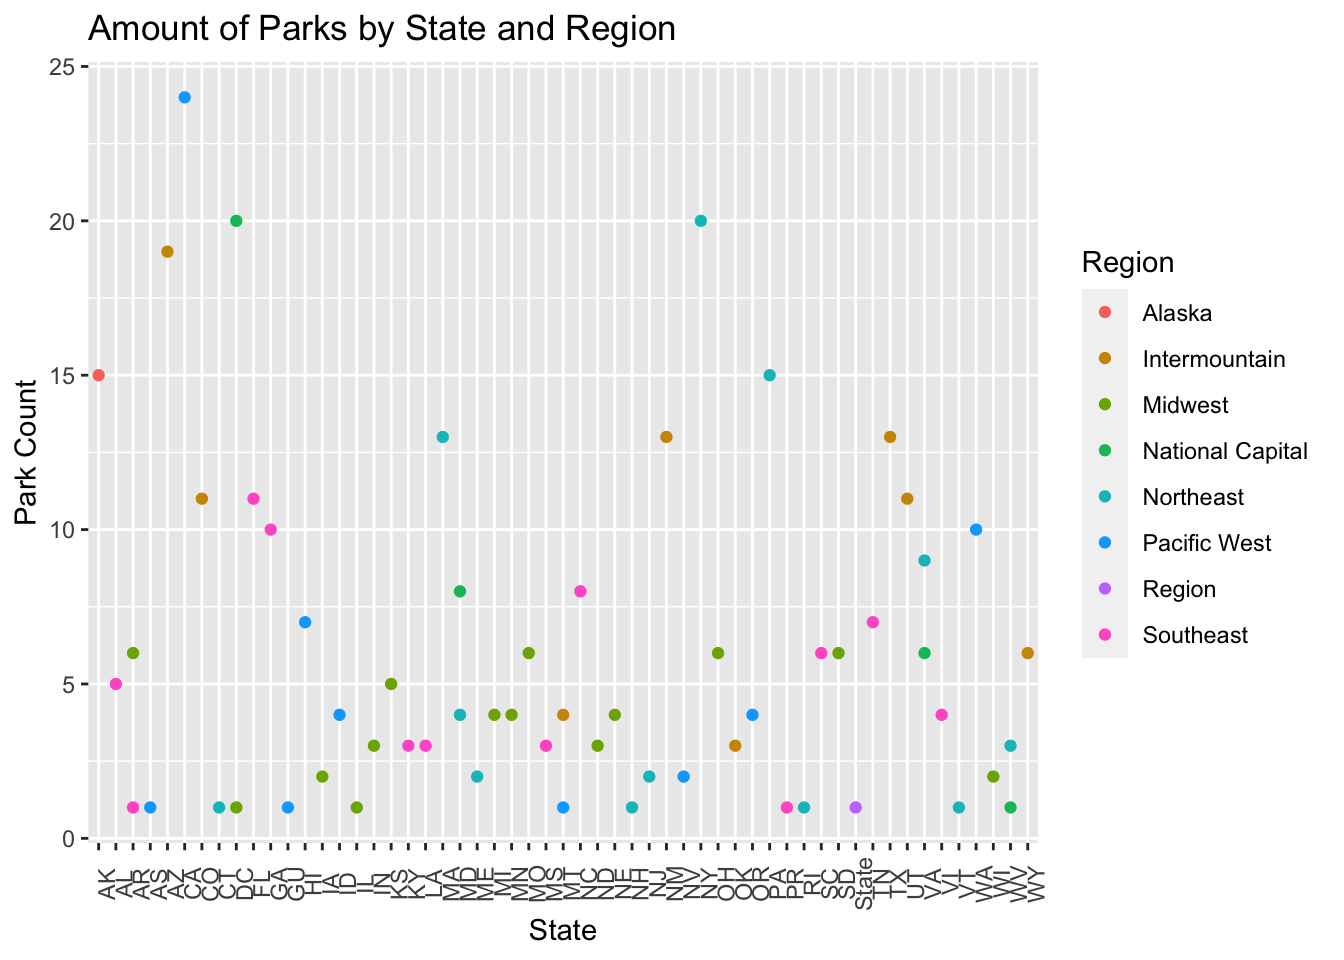 Amount of Parks by State and Region
25
20
15
10
5
0
Park Count
AK AL AR AS AZ CA CO CT DC FL GA GU HI IA ID IL IN KS KY LA MA MD ME MI MN MO MS MT NC ND NE NH NJ NM NV NY OH OK OR PA PR RI SC SD State TN TX UT VA VI VT WA WI WV WY
State
Region
Alaska
Intermountain
Midwest
National Capital
Northeast
Pacific West
Region
Southeast